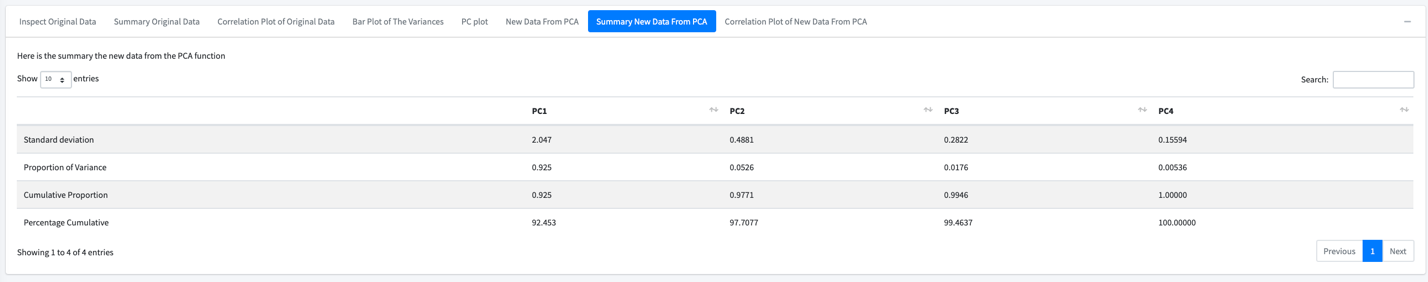 Inspect Original Data Summary Original Data Correlation Plot of Original Data Bar Plot of The Variances PC plot New Data From PCA Summary New Data From PCA Correlation Plot of New Data From PCA
Here is the summary the new data from the PCA function
Show 10 entries Search:
PC1 PC2 PC3 PC4
Standard deviation 2.047 0.4881 0.2822 0.15594
Proportion of Variance 0.925 0.0526 0.0176 0.00536
Cumulative Proportion 0.925 0.9771 0.9946 1.00000
Percentage Cumulative 92.453 97.7077 99.4637 100.00000
Showing 1 to 4 of 4 entries Previous 1 Next